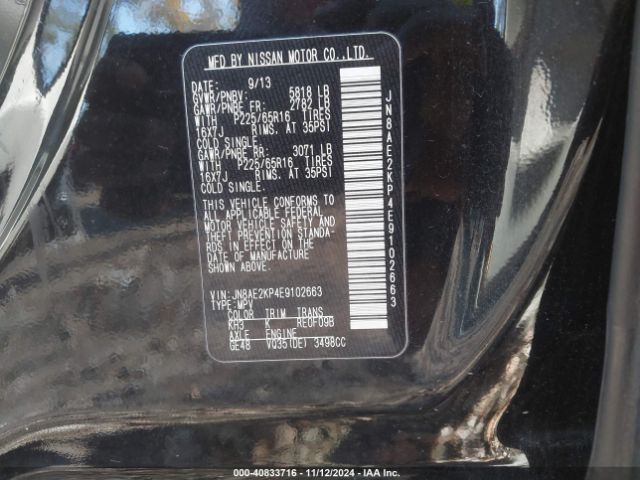 MFD BY NISSAN MOTOR CO.,LTD.
DATE: 9/13
GVWR/PNBV: 5818 LB
GAWR/PNBE FR: 2782 LB
WITH P225/65R16 TIRES
16X7J RIMS. AT 35PSI
COLD SINGLE.
GAWR/PNBE RR: 3071 LB
WITH P225/65R16 TIRES
16X7J RIMS. AT 35PSI
COLD SINGLE.
THIS VEHICLE CONFORMS TO
ALL APPLICABLE FEDERAL
MOTOR VEHICLE SAFETY AND
THEFT PREVENTION STANDA-
RDS IN EFFECT ON THE
DATE OF MANUFACTURE
SHOWN ABOVE.
VIN: JN8AE2KP4E9102663
TYPE: MPV
COLOR TRIM TRANS
KH3 K RE0F09B
AXLE ENGINE
GE48 VQ35(DE) 3498CC
JN8AE2KP4E9102663
000-40833716 - 11/12/2024 - IAA Inc.